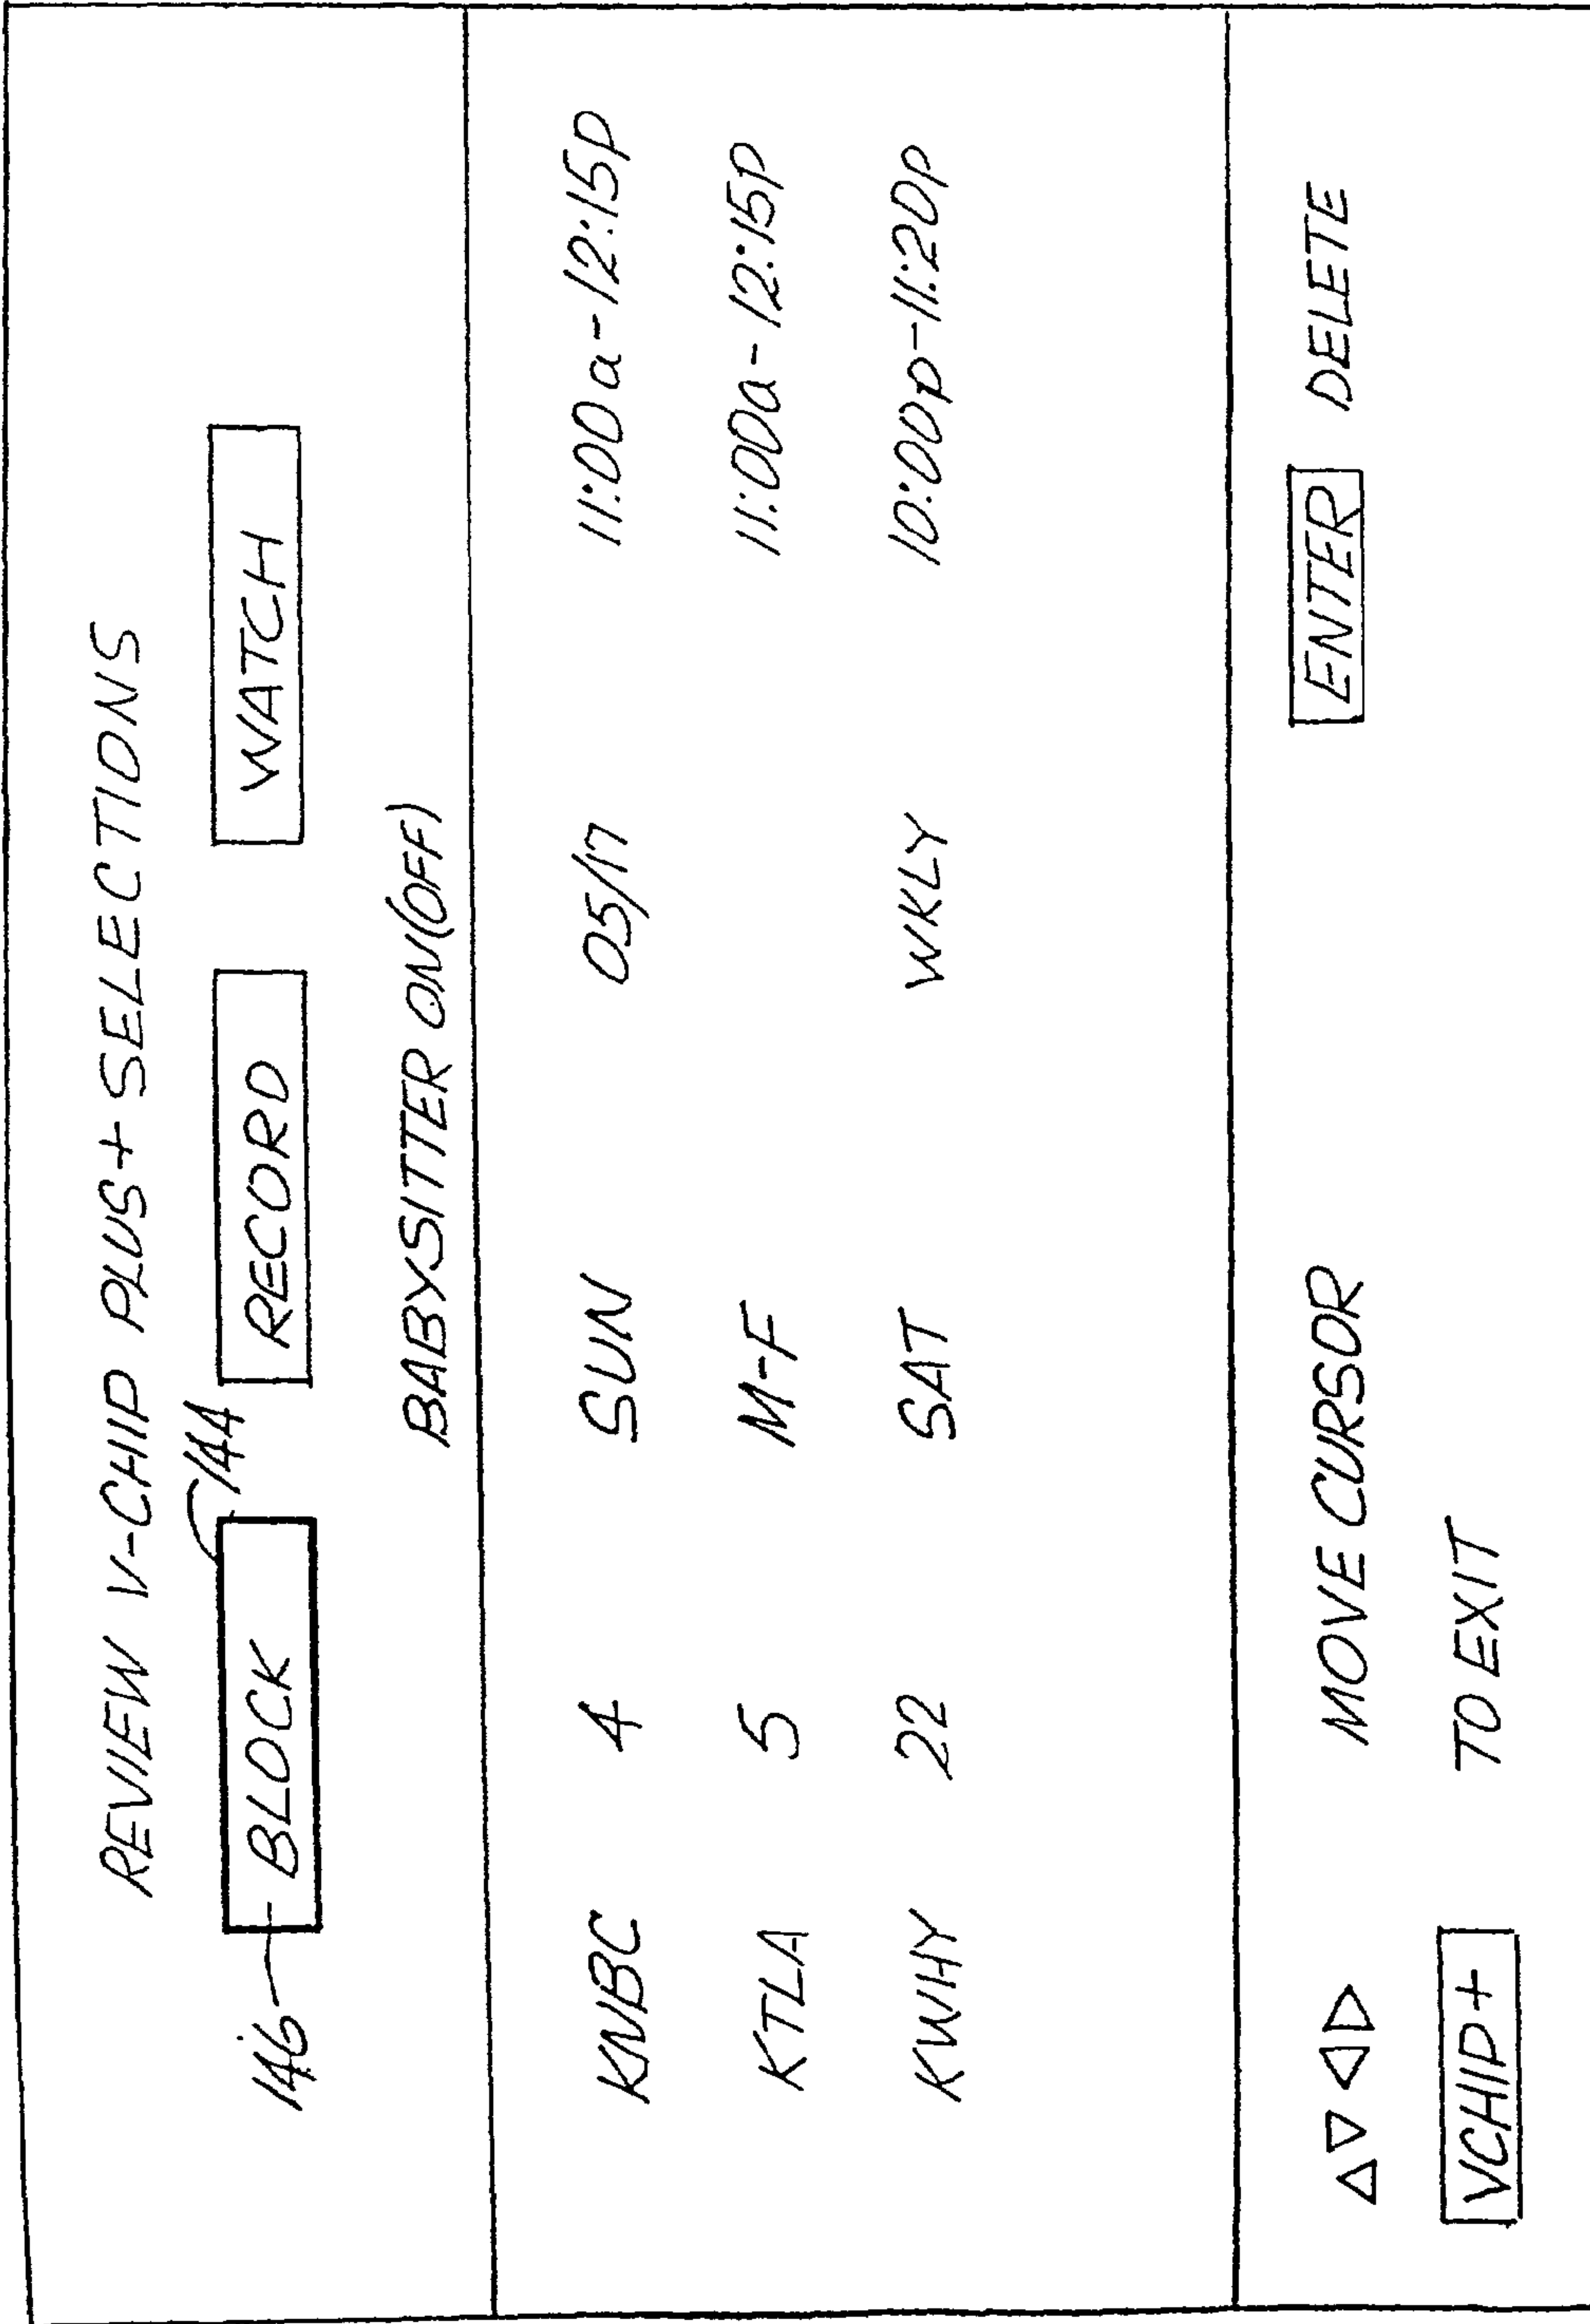 REVIEW V-CHIP PLUS+ SELECTIONS
144
146 BLOCK RECORD WATCH
BABYSITTER ON(OFF)
KNBC 4 SUN 05/17 11:00a-12:15p
KTLA 5 M-F 11:00a-12:15p
KWHY 22 SAT WKLY 10:00p-11:20p
△▽◁▷ MOVE CURSOR ENTER DELETE
VCHIP+ TO EXIT